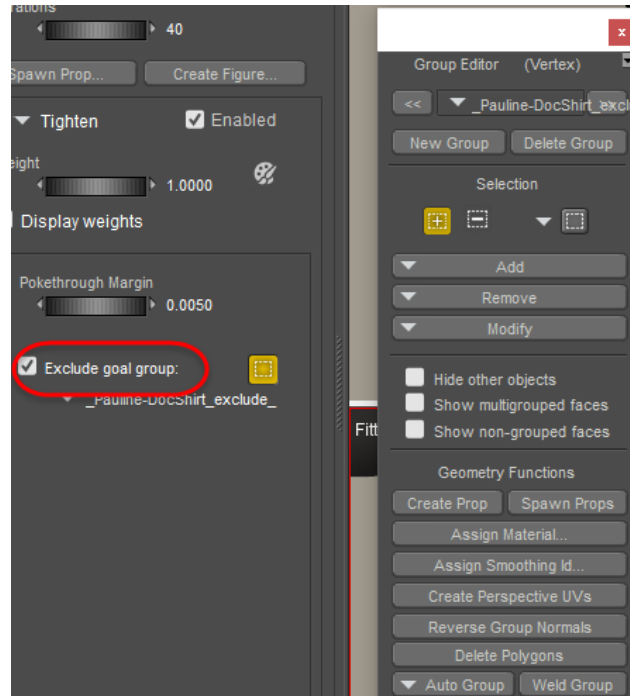 40
Spawn Prop...
Create Figure...
Tighten
Enabled
1.0000
Display weights
Pokethrough Margin
0.0050
Exclude goal group:
_Pauline-DocShirt_exclude_
Fitt
x
Group Editor (Vertex)
<< _Pauline-DocShirt_excl
New Group Delete Group
Selection
Add
Remove
Modify
Hide other objects
Show multigrouped faces
Show non-grouped faces
Geometry Functions
Create Prop Spawn Props
Assign Material...
Assign Smoothing Id...
Create Perspective UVs
Reverse Group Normals
Delete Polygons
Auto Group Weld Group